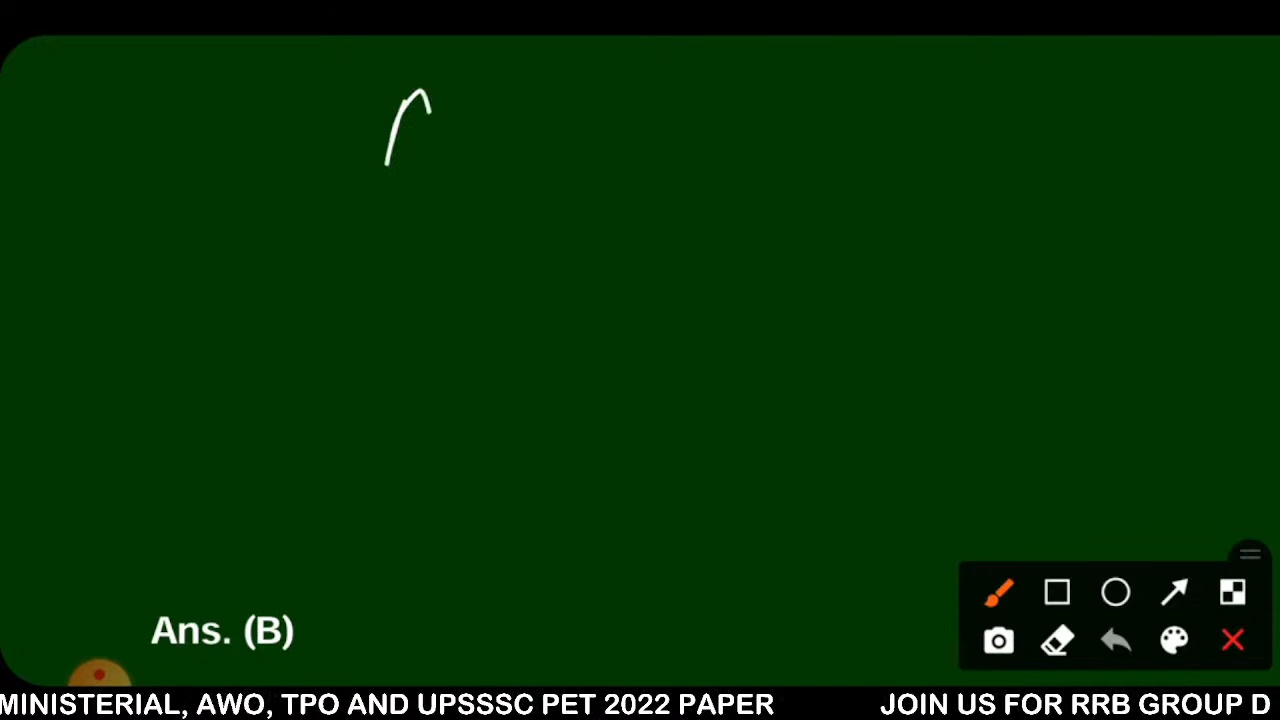 Ans. (B)
MINISTERIAL, AWO, TPO AND UPSSSC PET 2022 PAPER JOIN US FOR RRB GROUP D